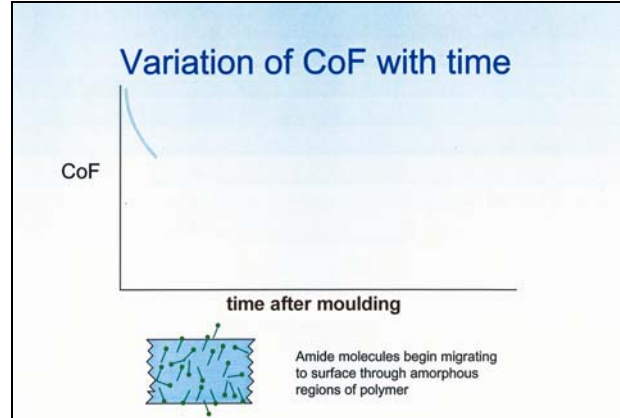 Variation of CoF with time
CoF
time after moulding
Amide molecules begin migrating
to surface through amorphous
regions of polymer